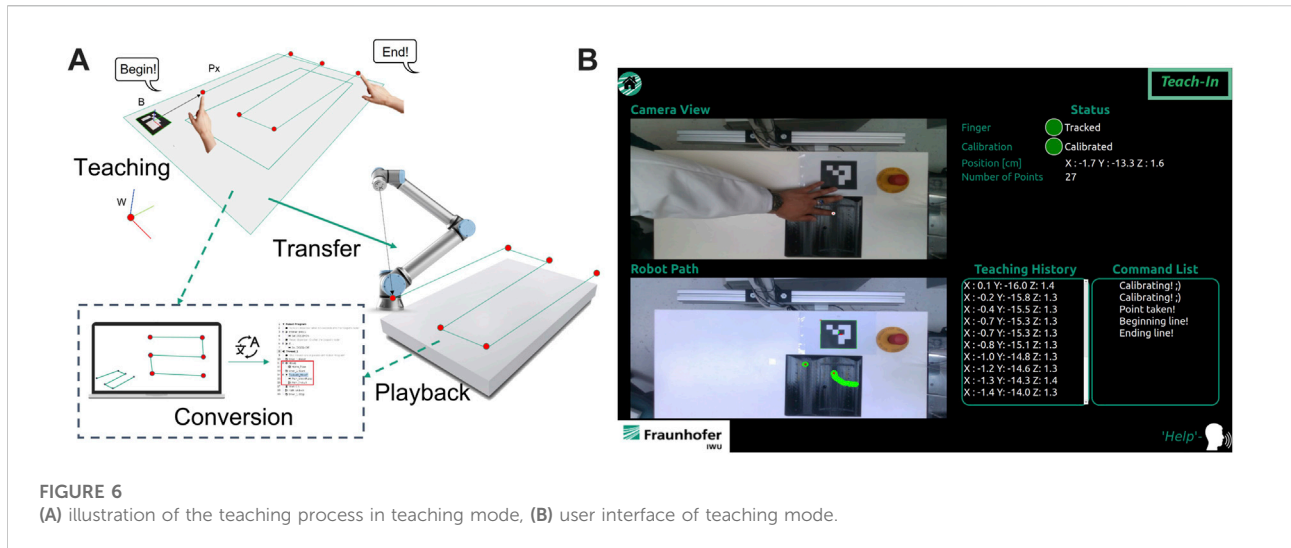 A
Begin!
Px
End!
B
Teaching
W
Transfer
Conversion
Playback
B
Teach-In
Camera View
Status
Finger
Tracked
Calibration
Calibrated
Position [cm]
X : -1.7 Y : -13.3 Z : 1.6
Number of Points
27
Robot Path
Teaching History
X : 0.1 Y: -16.0 Z: 1.4
X : -0.2 Y: -15.8 Z: 1.3
X : -0.4 Y: -15.5 Z: 1.3
X : -0.7 Y: -15.3 Z: 1.3
X : -0.7 Y: -15.3 Z: 1.3
X : -0.8 Y: -15.1 Z: 1.3
X : -1.0 Y: -14.8 Z: 1.3
X : -1.2 Y: -14.6 Z: 1.3
X : -1.3 Y: -14.3 Z: 1.4
X : -1.4 Y: -14.0 Z: 1.3
Command List
Calibrating! ;)
Calibrating! ;)
Point taken!
Beginning line!
Ending line!
Fraunhofer
IWU
'Help'-
FIGURE 6
(A) illustration of the teaching process in teaching mode, (B) user interface of teaching mode.